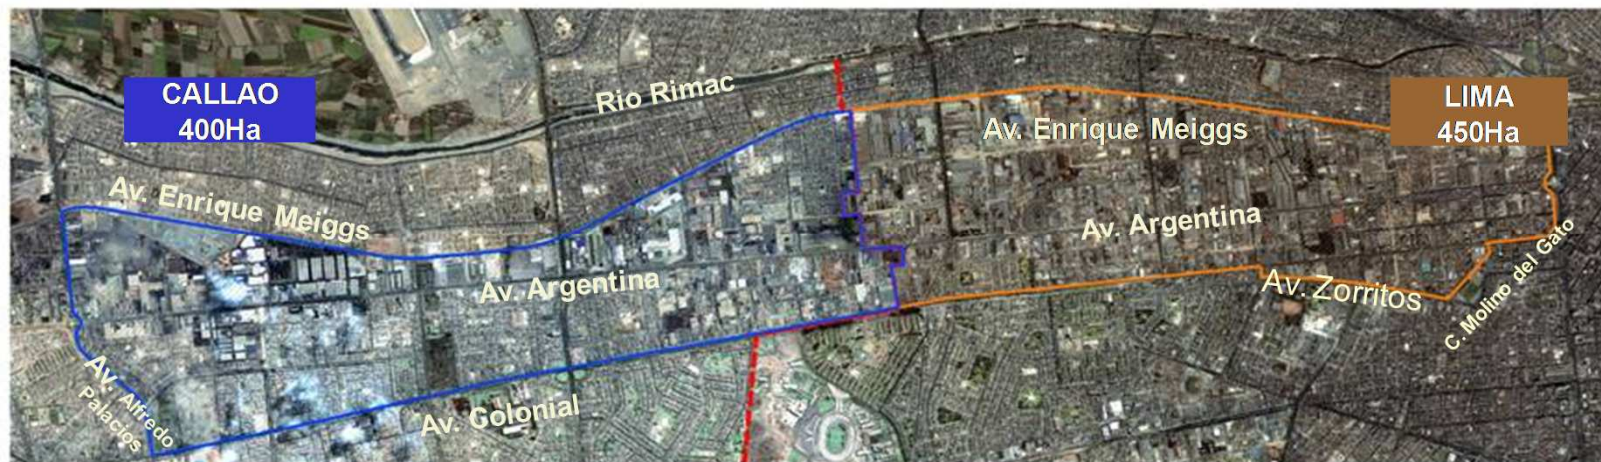 CALLAO
400Ha
Rio Rimac
LIMA
450Ha
Av. Enrique Meiggs
Av. Enrique Meiggs
Av. Argentina
Av. Argentina
Av. Zorritos
C. Molino del Gato
Av. Alfredo
Palacios
Av. Colonial